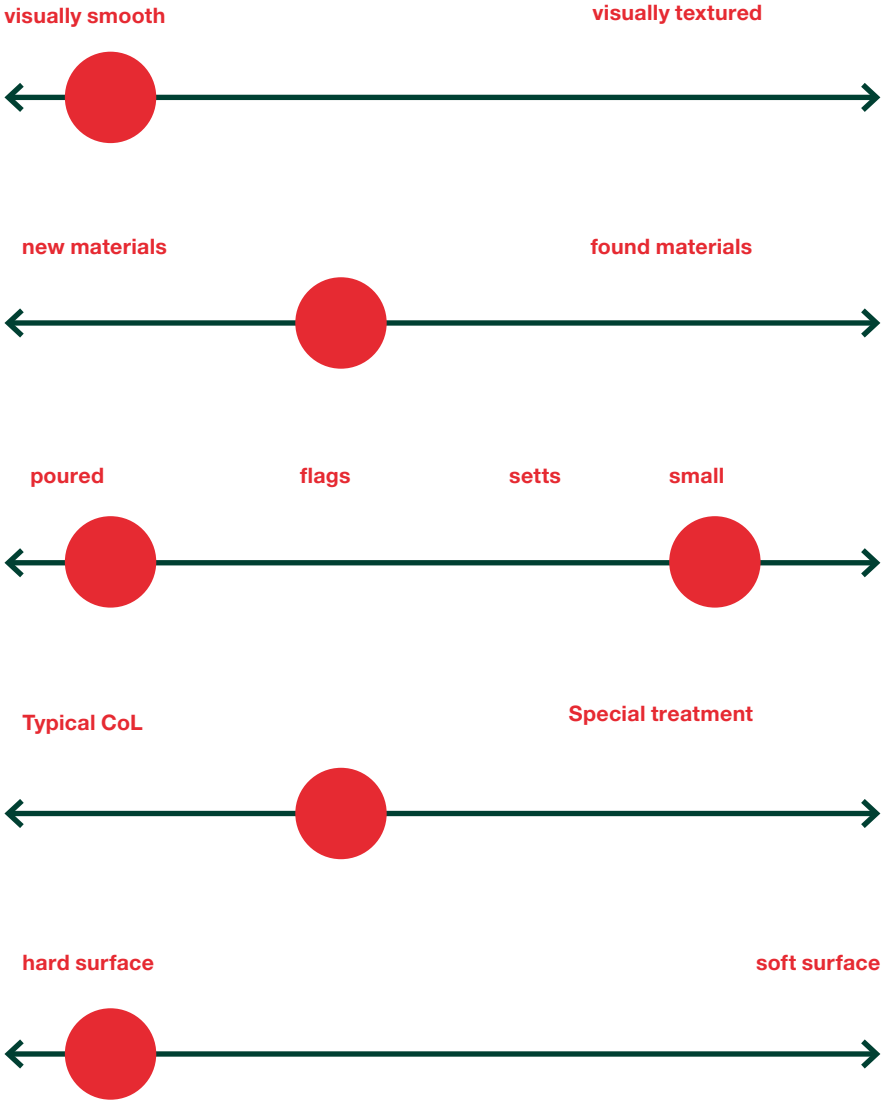 visually smooth
visually textured
new materials
found materials
poured
flags
setts
small
Typical CoL
Special treatment
hard surface
soft surface